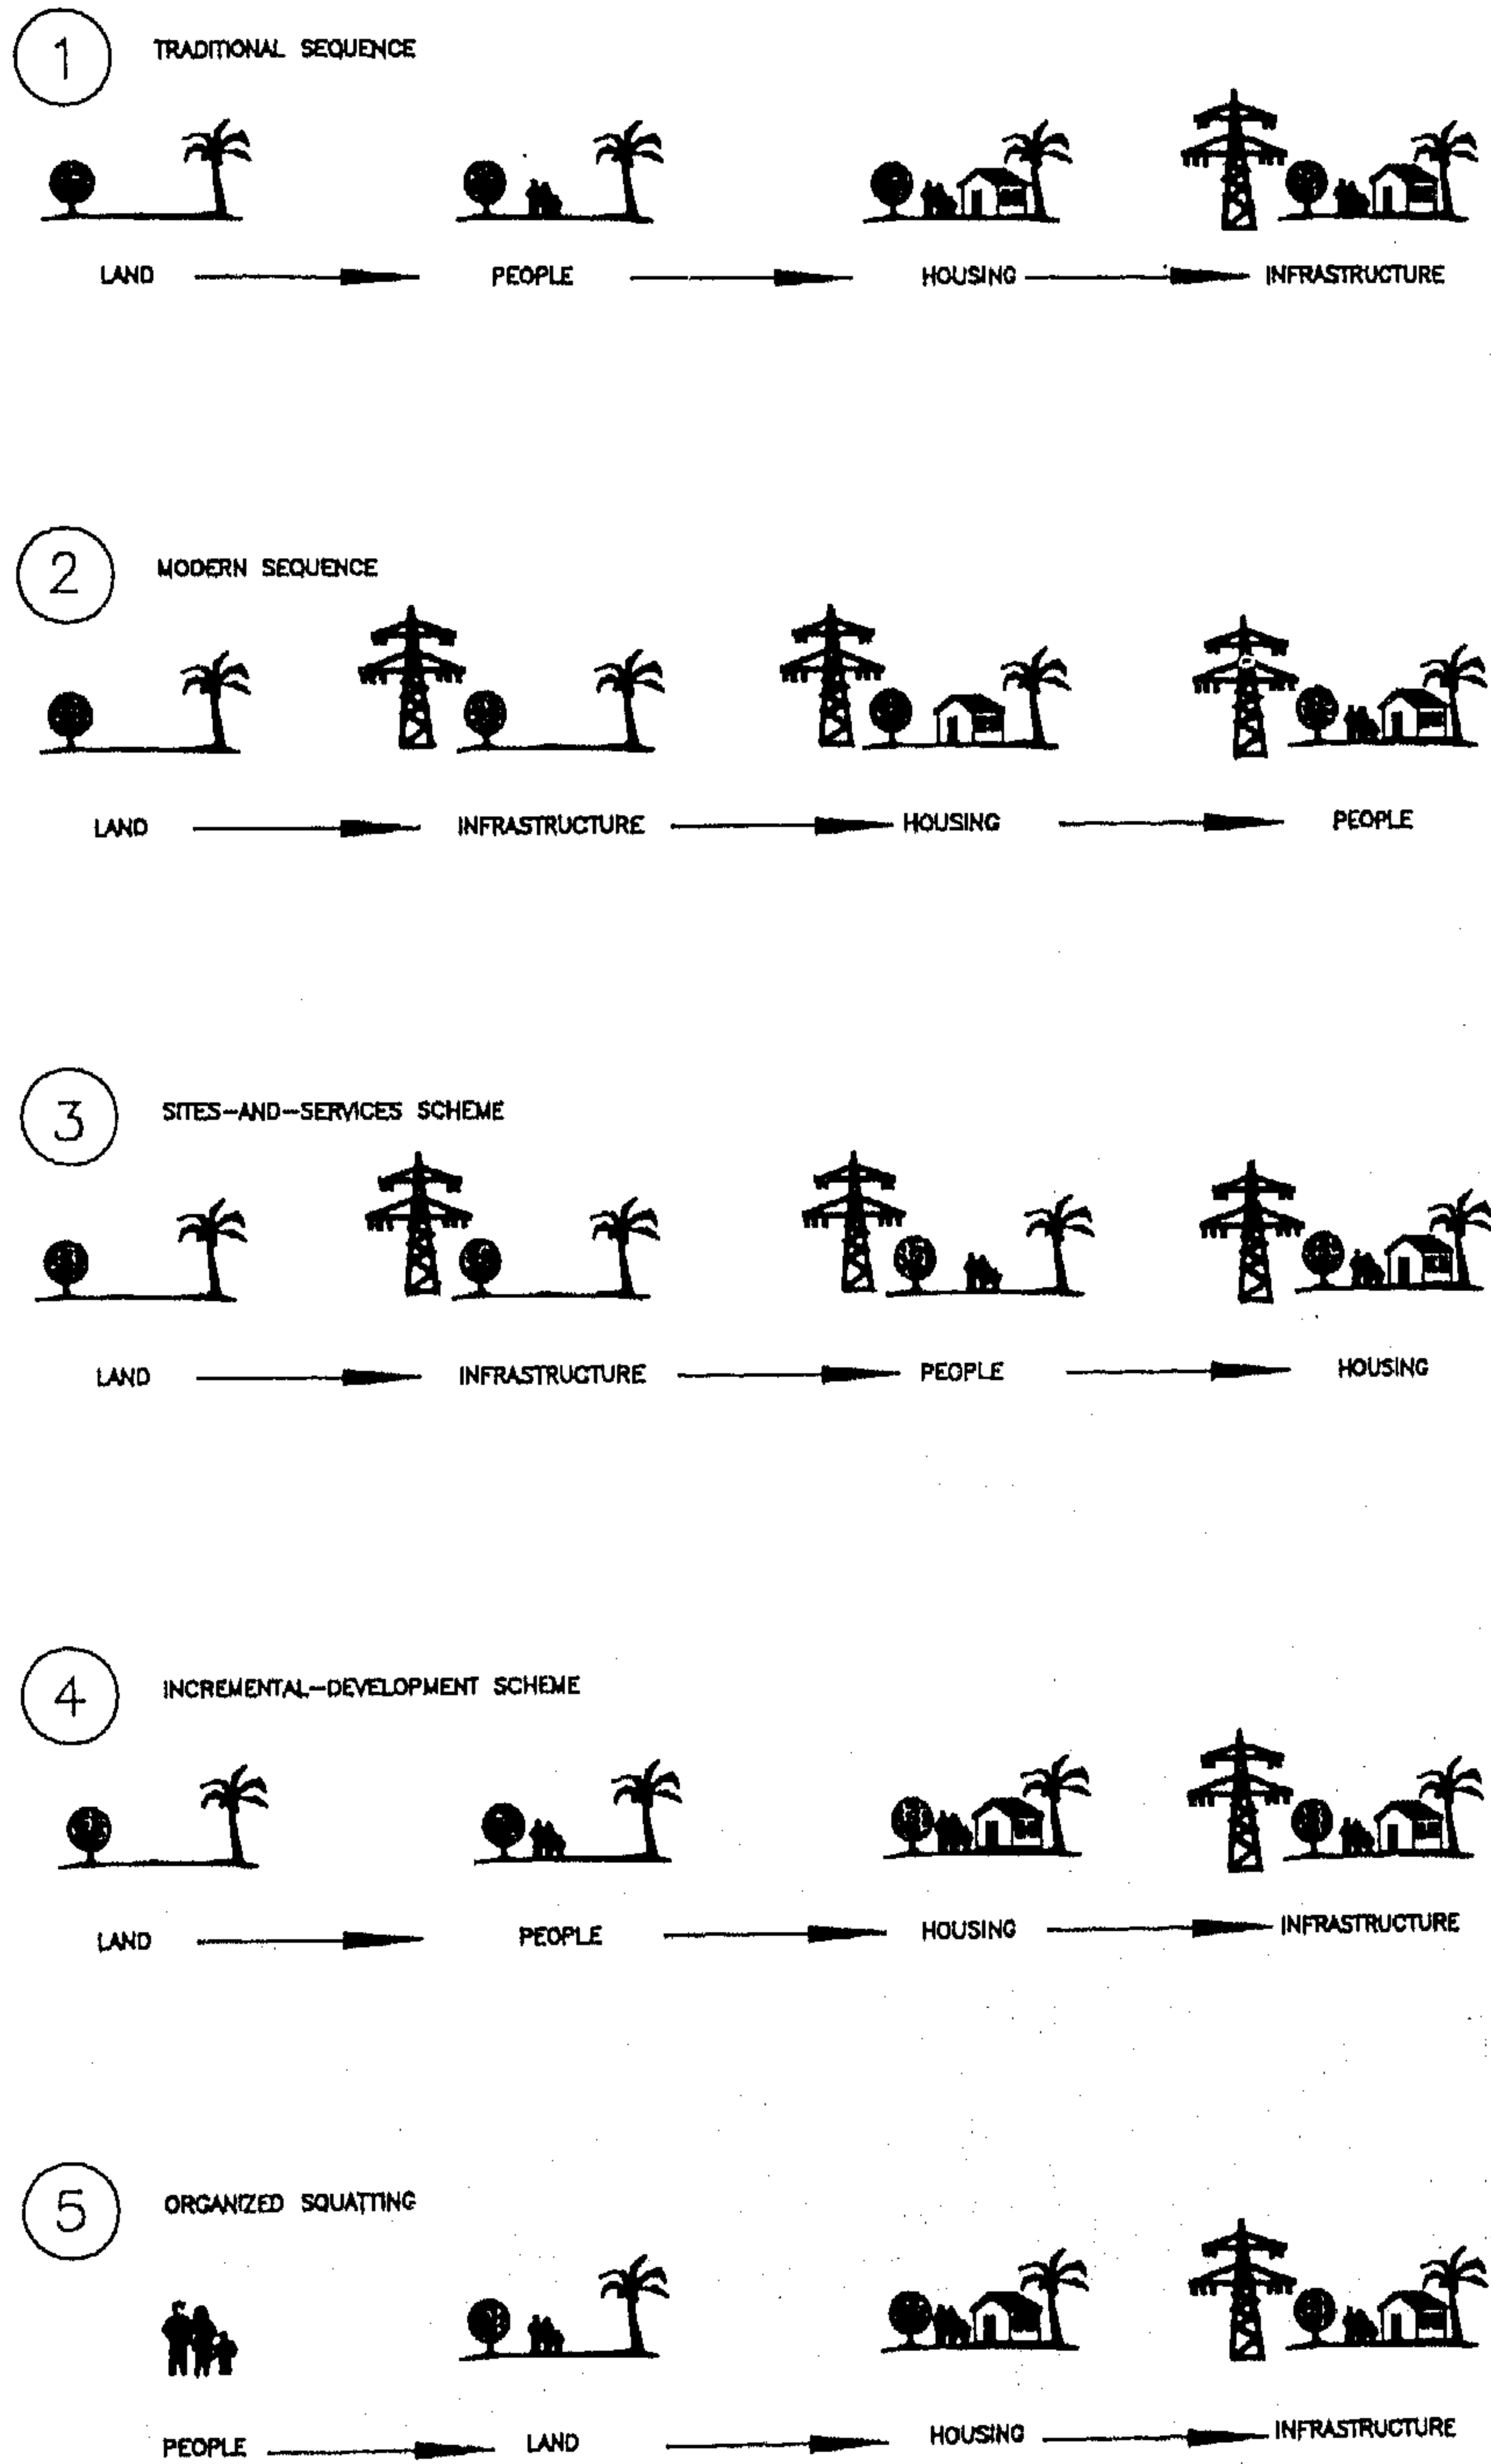 1 TRADITIONAL SEQUENCE
LAND PEOPLE HOUSING INFRASTRUCTURE
2 MODERN SEQUENCE
LAND INFRASTRUCTURE HOUSING PEOPLE
3 SITES-AND-SERVICES SCHEME
LAND INFRASTRUCTURE PEOPLE HOUSING
4 INCREMENTAL-DEVELOPMENT SCHEME
LAND PEOPLE HOUSING INFRASTRUCTURE
5 ORGANIZED SQUATTING
PEOPLE LAND HOUSING INFRASTRUCTURE